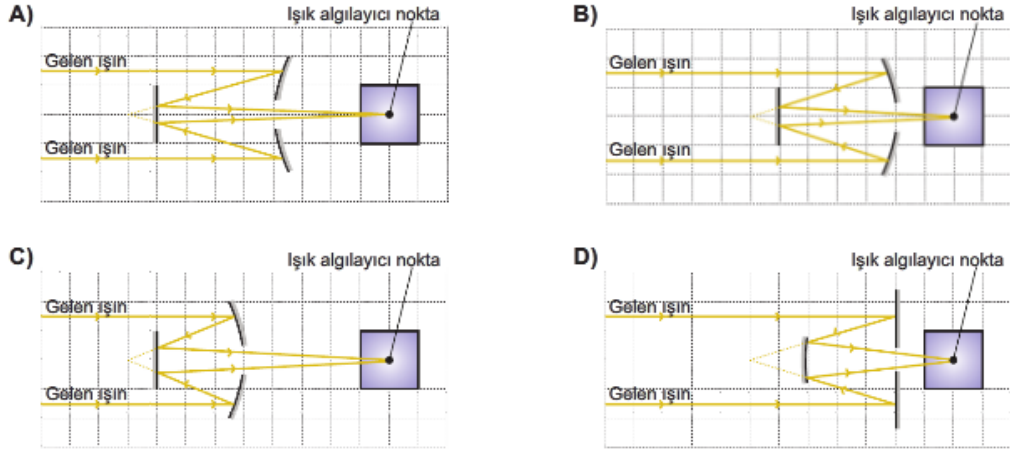 A)
Işık algılayıcı nokta
Gelen ışın
Gelen ışın
B)
Işık algılayıcı nokta
Gelen ışın
Gelen ışın
C)
Işık algılayıcı nokta
Gelen ışın
Gelen ışın
D)
Işık algılayıcı nokta
Gelen ışın
Gelen ışın